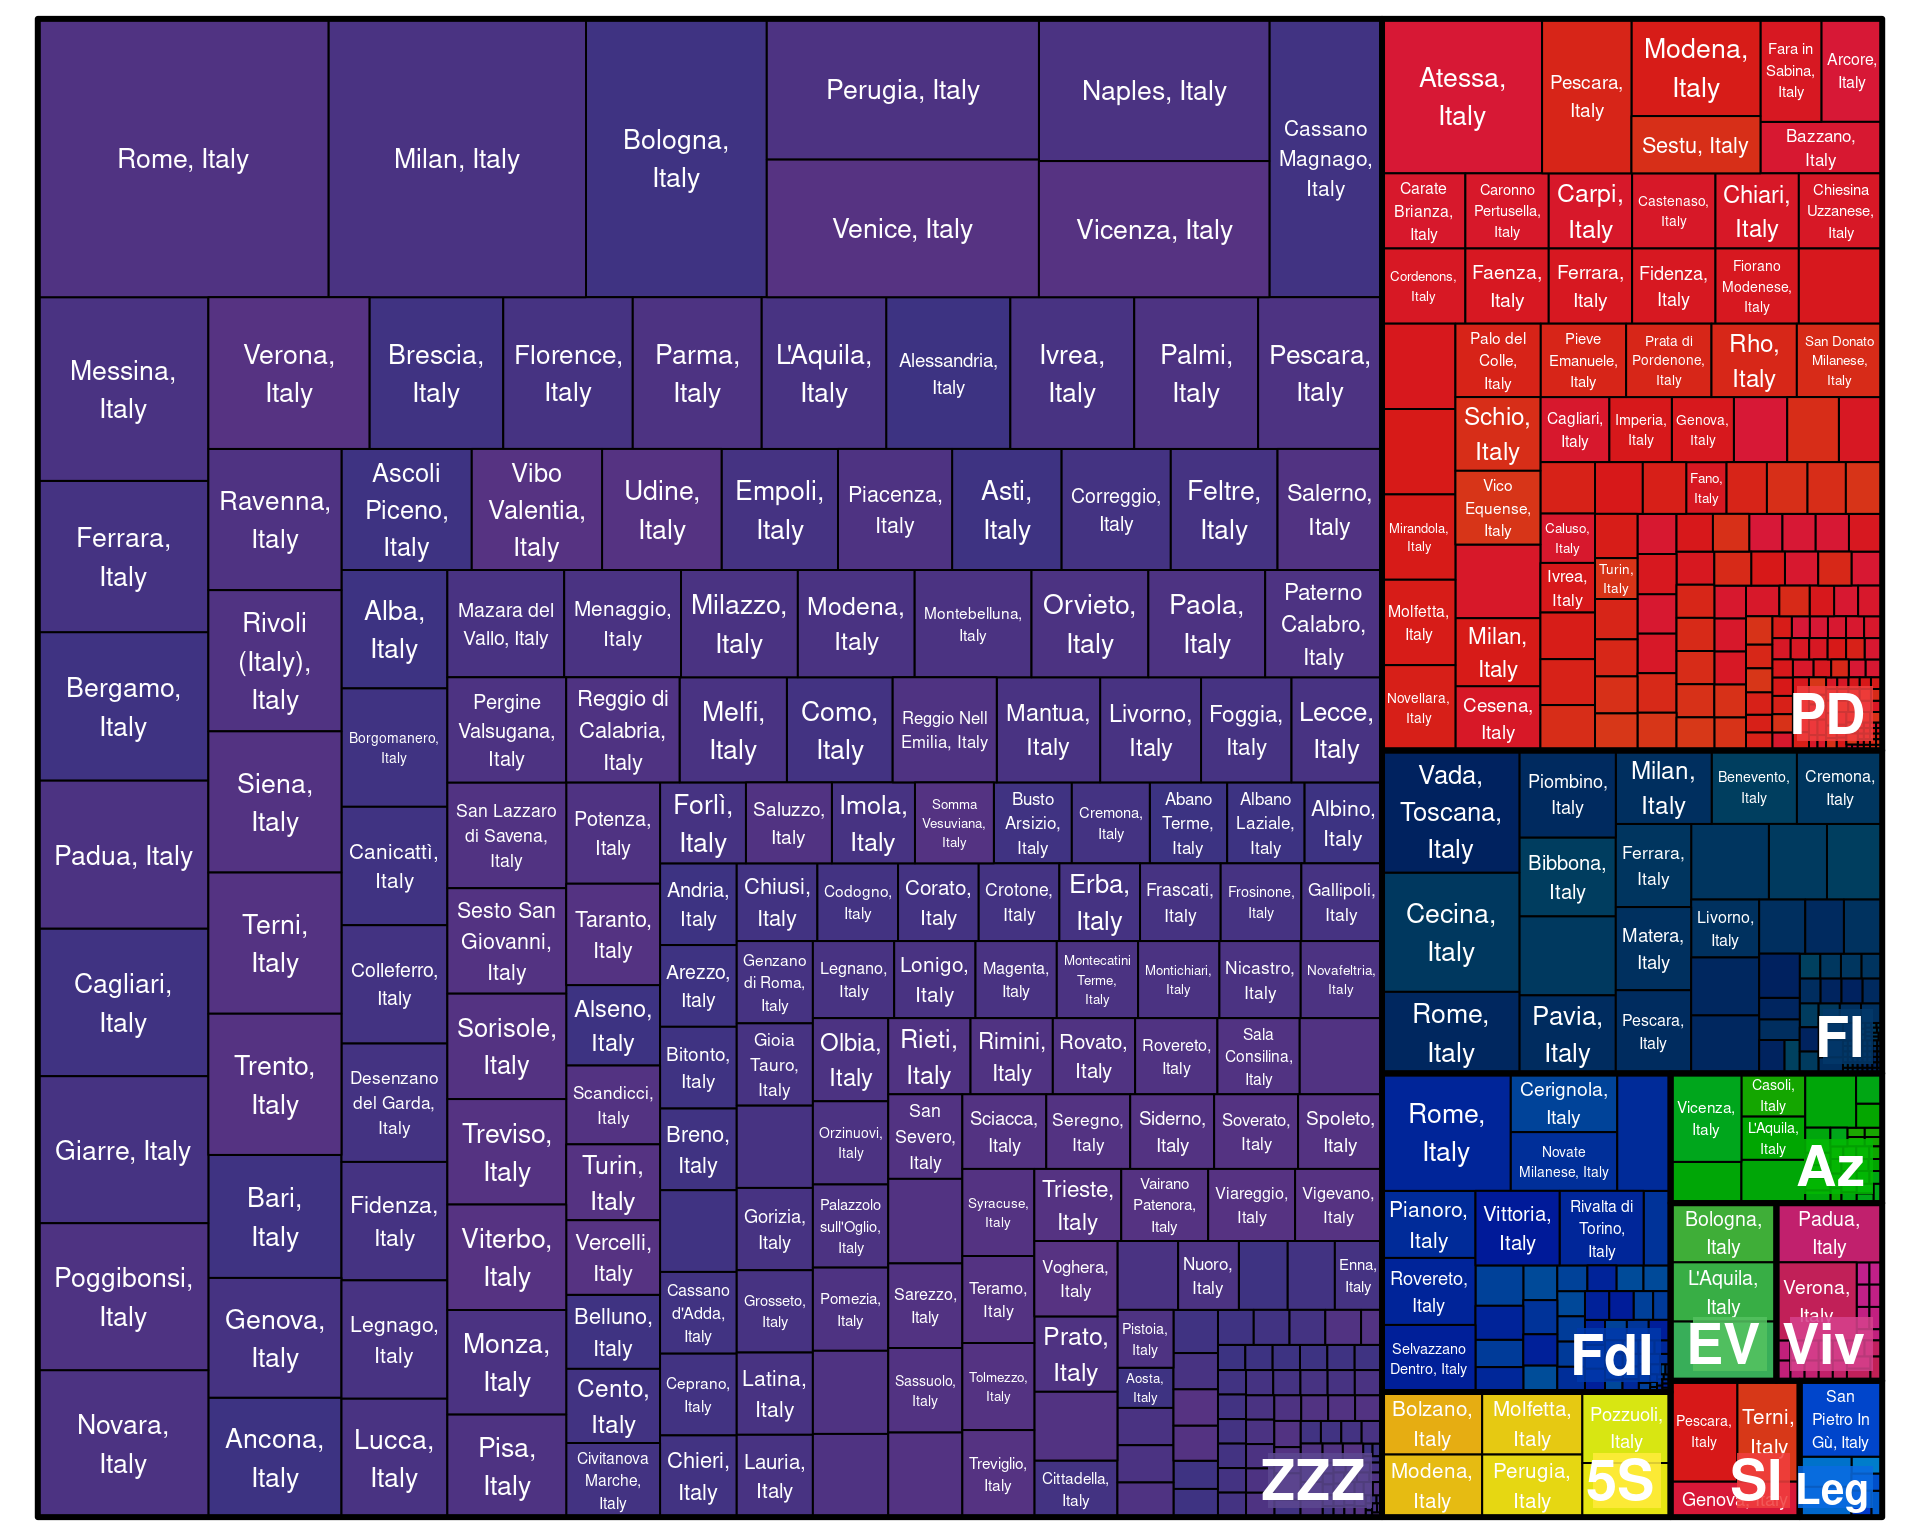 Rome, Italy
Milan, Italy
Bologna,
Italy
Perugia, Italy
Venice, Italy
Naples, Italy
Vicenza, Italy
Cassano
Magnago,
Italy
Messina,
Italy
Verona,
Italy
Brescia,
Italy
Florence,
Italy
Parma,
Italy
L'Aquila,
Italy
Alessandria,
Italy
Ivrea,
Italy
Palmi,
Italy
Pescara,
Italy
Ferrara,
Italy
Bergamo,
Italy
Padua, Italy
Cagliari,
Italy
Giarre, Italy
Poggibonsi,
Italy
Novara,
Italy
Ravenna,
Italy
Rivoli
(Italy),
Italy
Siena,
Italy
Terni,
Italy
Trento,
Italy
Bari,
Italy
Genova,
Italy
Ancona,
Italy
Ascoli
Piceno,
Italy
Vibo
Valentia,
Italy
Udine,
Italy
Empoli,
Italy
Piacenza,
Italy
Asti,
Italy
Correggio,
Italy
Feltre,
Italy
Salerno,
Italy
Alba,
Italy
Borgomanero,
Italy
Canicattì,
Italy
Colleferro,
Italy
Desenzano
del Garda,
Italy
Fidenza,
Italy
Legnago,
Italy
Lucca,
Italy
Mazara del
Vallo, Italy
Menaggio,
Italy
Milazzo,
Italy
Modena,
Italy
Montebelluna,
Italy
Orvieto,
Italy
Paola,
Italy
Paterno
Calabro,
Italy
Pergine
Valsugana,
Italy
Reggio di
Calabria,
Italy
Melfi,
Italy
Como,
Italy
Reggio Nell
Emilia, Italy
Mantua,
Italy
Livorno,
Italy
Foggia,
Italy
Lecce,
Italy
San Lazzaro
di Savena,
Italy
Sesto San
Giovanni,
Italy
Sorisole,
Italy
Treviso,
Italy
Viterbo,
Italy
Monza,
Italy
Pisa,
Italy
Potenza,
Italy
Taranto,
Italy
Alseno,
Italy
Scandicci,
Italy
Turin,
Italy
Vercelli,
Italy
Belluno,
Italy
Cento,
Italy
Civitanova
Marche,
Italy
Forlì,
Italy
Saluzzo,
Italy
Imola,
Italy
Somma
Vesuviana,
Italy
Busto
Arsizio,
Italy
Cremona,
Italy
Abano
Terme,
Italy
Albano
Laziale,
Italy
Albino,
Italy
Andria,
Italy
Arezzo,
Italy
Bitonto,
Italy
Breno,
Italy
Cassano
d'Adda,
Italy
Ceprano,
Italy
Chieri,
Italy
Chiusi,
Italy
Codogno,
Italy
Corato,
Italy
Crotone,
Italy
Erba,
Italy
Frascati,
Italy
Frosinone,
Italy
Gallipoli,
Italy
Genzano
di Roma,
Italy
Gioia
Tauro,
Italy
Gorizia,
Italy
Grosseto,
Italy
Latina,
Italy
Lauria,
Italy
Legnano,
Italy
Lonigo,
Italy
Magenta,
Italy
Montecatini
Terme,
Italy
Montichiari,
Italy
Nicastro,
Italy
Novafeltria,
Italy
Olbia,
Italy
Orzinuovi,
Italy
Palazzolo
sull'Oglio,
Italy
Pomezia,
Italy
Rieti,
Italy
Rimini,
Italy
Rovato,
Italy
Rovereto,
Italy
Sala
Consilina,
Italy
San
Severo,
Italy
Sarezzo,
Italy
Sassuolo,
Italy
Sciacca,
Italy
Seregno,
Italy
Siderno,
Italy
Soverato,
Italy
Spoleto,
Italy
Syracuse,
Italy
Teramo,
Italy
Tolmezzo,
Italy
Treviglio,
Italy
Trieste,
Italy
Vairano
Patenora,
Italy
Viareggio,
Italy
Vigevano,
Italy
Voghera,
Italy
Prato,
Italy
Cittadella,
Italy
Nuoro,
Italy
Enna,
Italy
Pistoia,
Italy
Aosta,
Italy
ZZZ
Atessa,
Italy
Pescara,
Italy
Modena,
Italy
Sestu, Italy
Fara in
Sabina,
Italy
Arcore,
Italy
Bazzano,
Italy
Carate
Brianza,
Italy
Caronno
Pertusella,
Italy
Carpi,
Italy
Castenaso,
Italy
Chiari,
Italy
Chiesina
Uzzanese,
Italy
Cordenons,
Italy
Faenza,
Italy
Ferrara,
Italy
Fidenza,
Italy
Fiorano
Modenese,
Italy
Palo del
Colle,
Italy
Pieve
Emanuele,
Italy
Prata di
Pordenone,
Italy
Rho,
Italy
San Donato
Milanese,
Italy
Schio,
Italy
Cagliari,
Italy
Imperia,
Italy
Genova,
Italy
Mirandola,
Italy
Vico
Equense,
Italy
Fano,
Italy
Caluso,
Italy
Ivrea,
Italy
Turin,
Italy
Molfetta,
Italy
Milan,
Italy
Novellara,
Italy
Cesena,
Italy
PD
Vada,
Toscana,
Italy
Cecina,
Italy
Rome,
Italy
Piombino,
Italy
Bibbona,
Italy
Pavia,
Italy
Milan,
Italy
Benevento,
Italy
Cremona,
Italy
Ferrara,
Italy
Matera,
Italy
Pescara,
Italy
Livorno,
Italy
FI
Rome,
Italy
Cerignola,
Italy
Novate
Milanese, Italy
Pianoro,
Italy
Vittoria,
Italy
Rivalta di
Torino,
Italy
Rovereto,
Italy
Selvazzano
Dentro, Italy
FdI
Vicenza,
Italy
Casoli,
Italy
L'Aquila,
Italy
Az
Bologna,
Italy
L'Aquila,
Italy
EV
Padua,
Italy
Verona,
Italy
Viv
Bolzano,
Italy
Molfetta,
Italy
Pozzuoli,
Italy
Modena,
Italy
Perugia,
Italy
5S
Pescara,
Italy
Terni,
Italy
Genova, Italy
SI
San
Pietro In
Gù, Italy
Leg